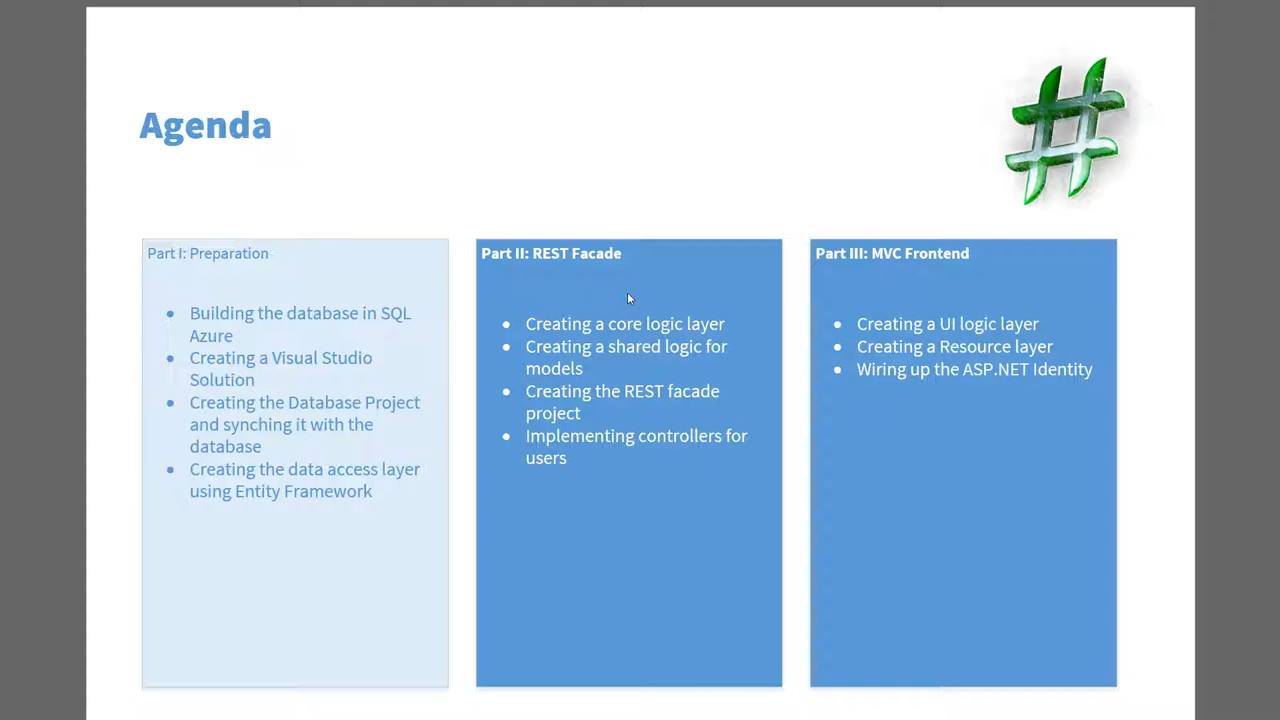 Agenda
#
Part I: Preparation
• Building the database in SQL
Azure
• Creating a Visual Studio
Solution
• Creating the Database Project
and synching it with the
database
• Creating the data access layer
using Entity Framework
Part II: REST Facade
• Creating a core logic layer
• Creating a shared logic for
models
• Creating the REST facade
project
• Implementing controllers for
users
Part III: MVC Frontend
• Creating a UI logic layer
• Creating a Resource layer
• Wiring up the ASP.NET Identity